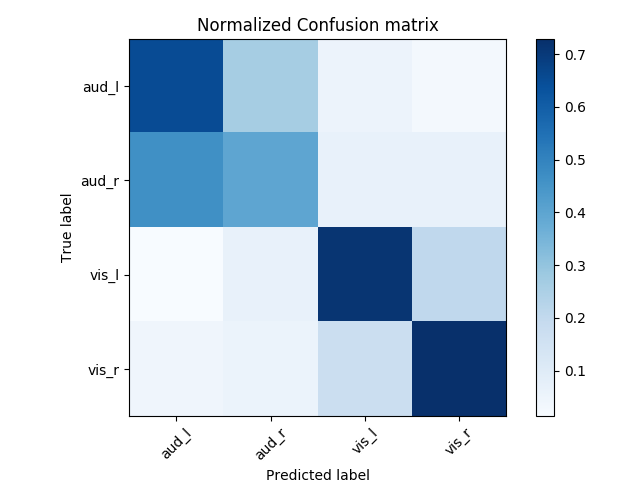 Normalized Confusion matrix
True label
aud_l
aud_r
vis_l
vis_r
aud_l
aud_r
vis_l
vis_r
Predicted label
0.7
0.6
0.5
0.4
0.3
0.2
0.1